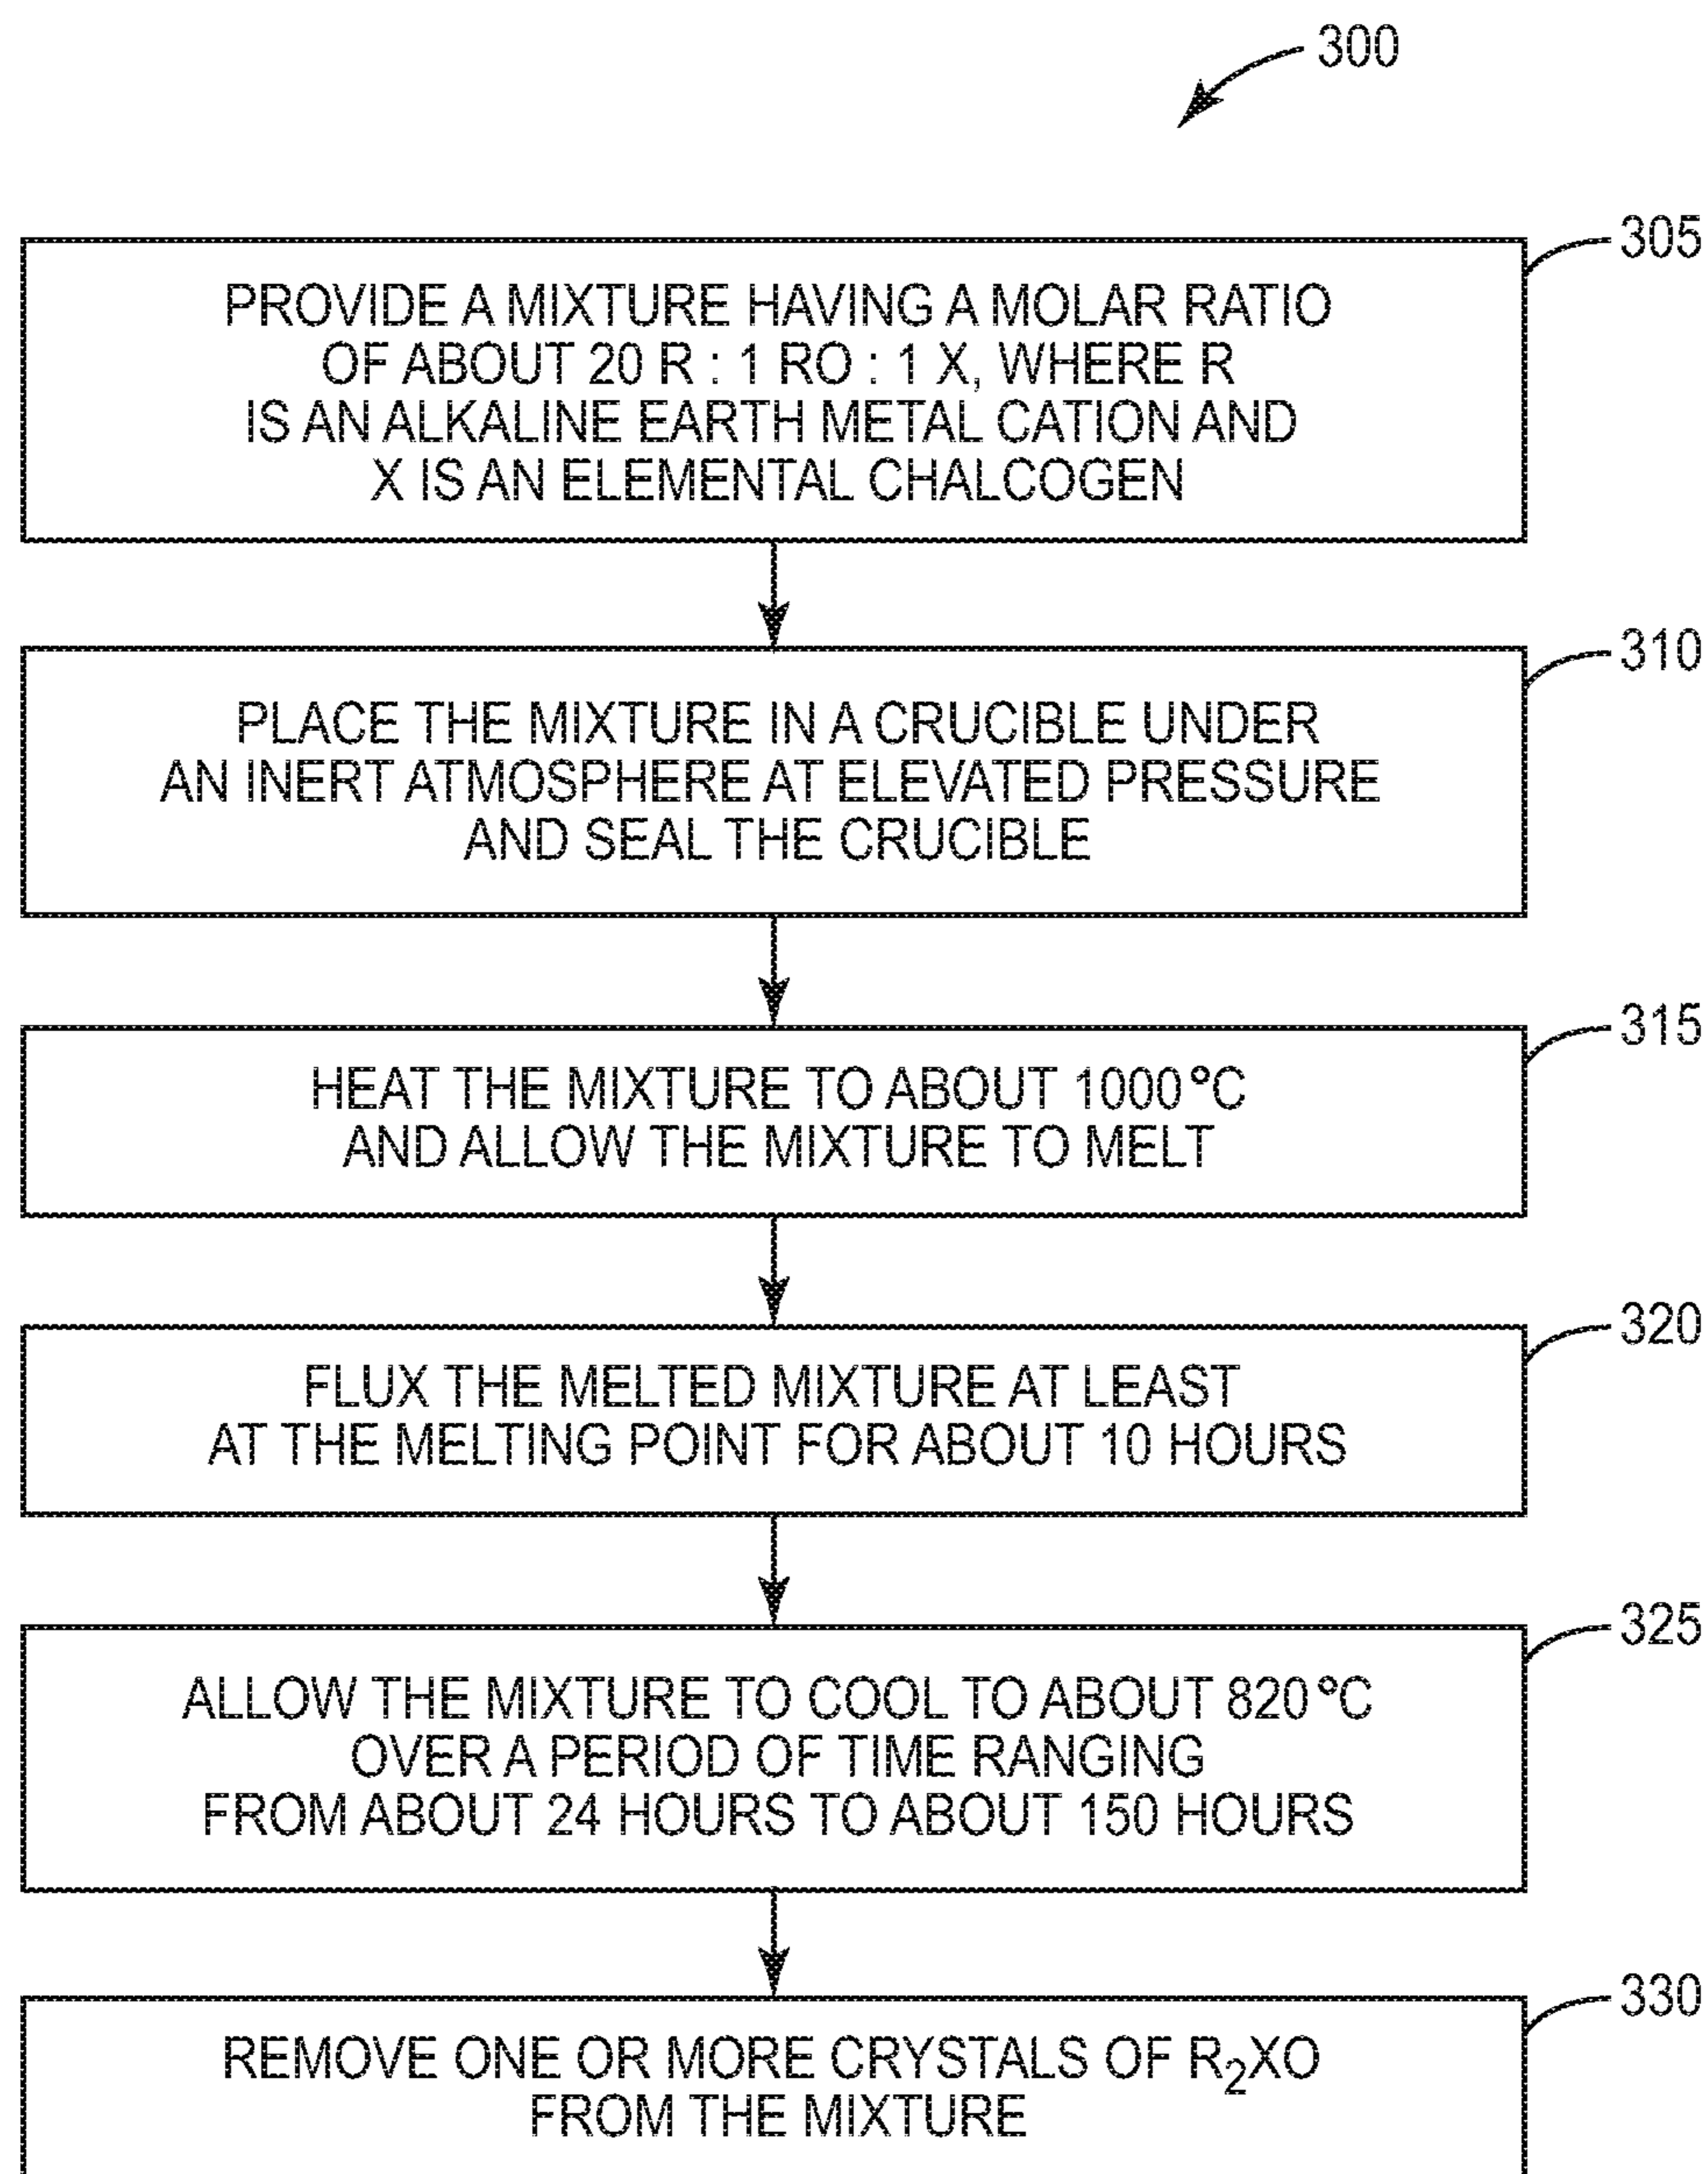 300
305
PROVIDE A MIXTURE HAVING A MOLAR RATIO
OF ABOUT 20 R : 1 RO : 1 X, WHERE R
IS AN ALKALINE EARTH METAL CATION AND
X IS AN ELEMENTAL CHALCOGEN
310
PLACE THE MIXTURE IN A CRUCIBLE UNDER
AN INERT ATMOSPHERE AT ELEVATED PRESSURE
AND SEAL THE CRUCIBLE
315
HEAT THE MIXTURE TO ABOUT 1000 °C
AND ALLOW THE MIXTURE TO MELT
320
FLUX THE MELTED MIXTURE AT LEAST
AT THE MELTING POINT FOR ABOUT 10 HOURS
325
ALLOW THE MIXTURE TO COOL TO ABOUT 820 °C
OVER A PERIOD OF TIME RANGING
FROM ABOUT 24 HOURS TO ABOUT 150 HOURS
330
REMOVE ONE OR MORE CRYSTALS OF R₂XO
FROM THE MIXTURE